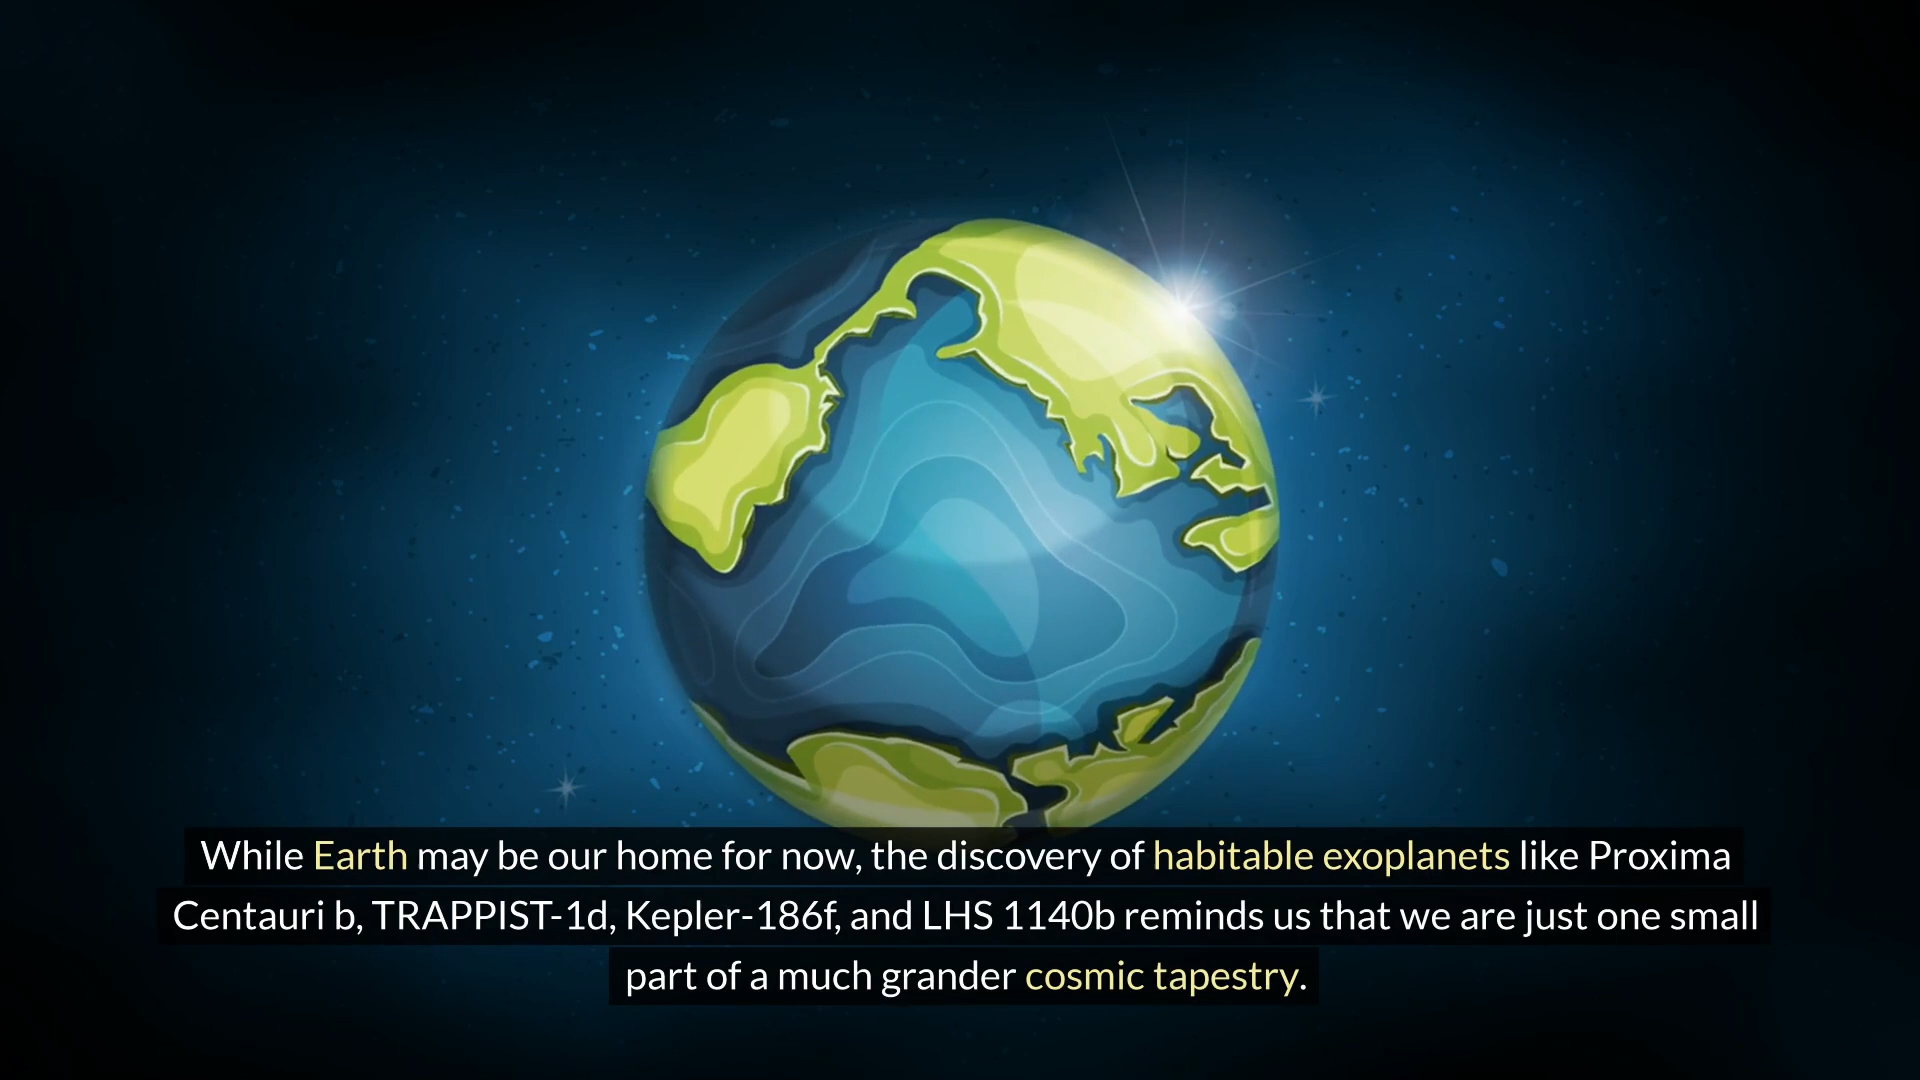 While Earth may be our home for now, the discovery of habitable exoplanets like Proxima
Centauri b, TRAPPIST-1d, Kepler-186f, and LHS 1140b reminds us that we are just one small
part of a much grander cosmic tapestry.